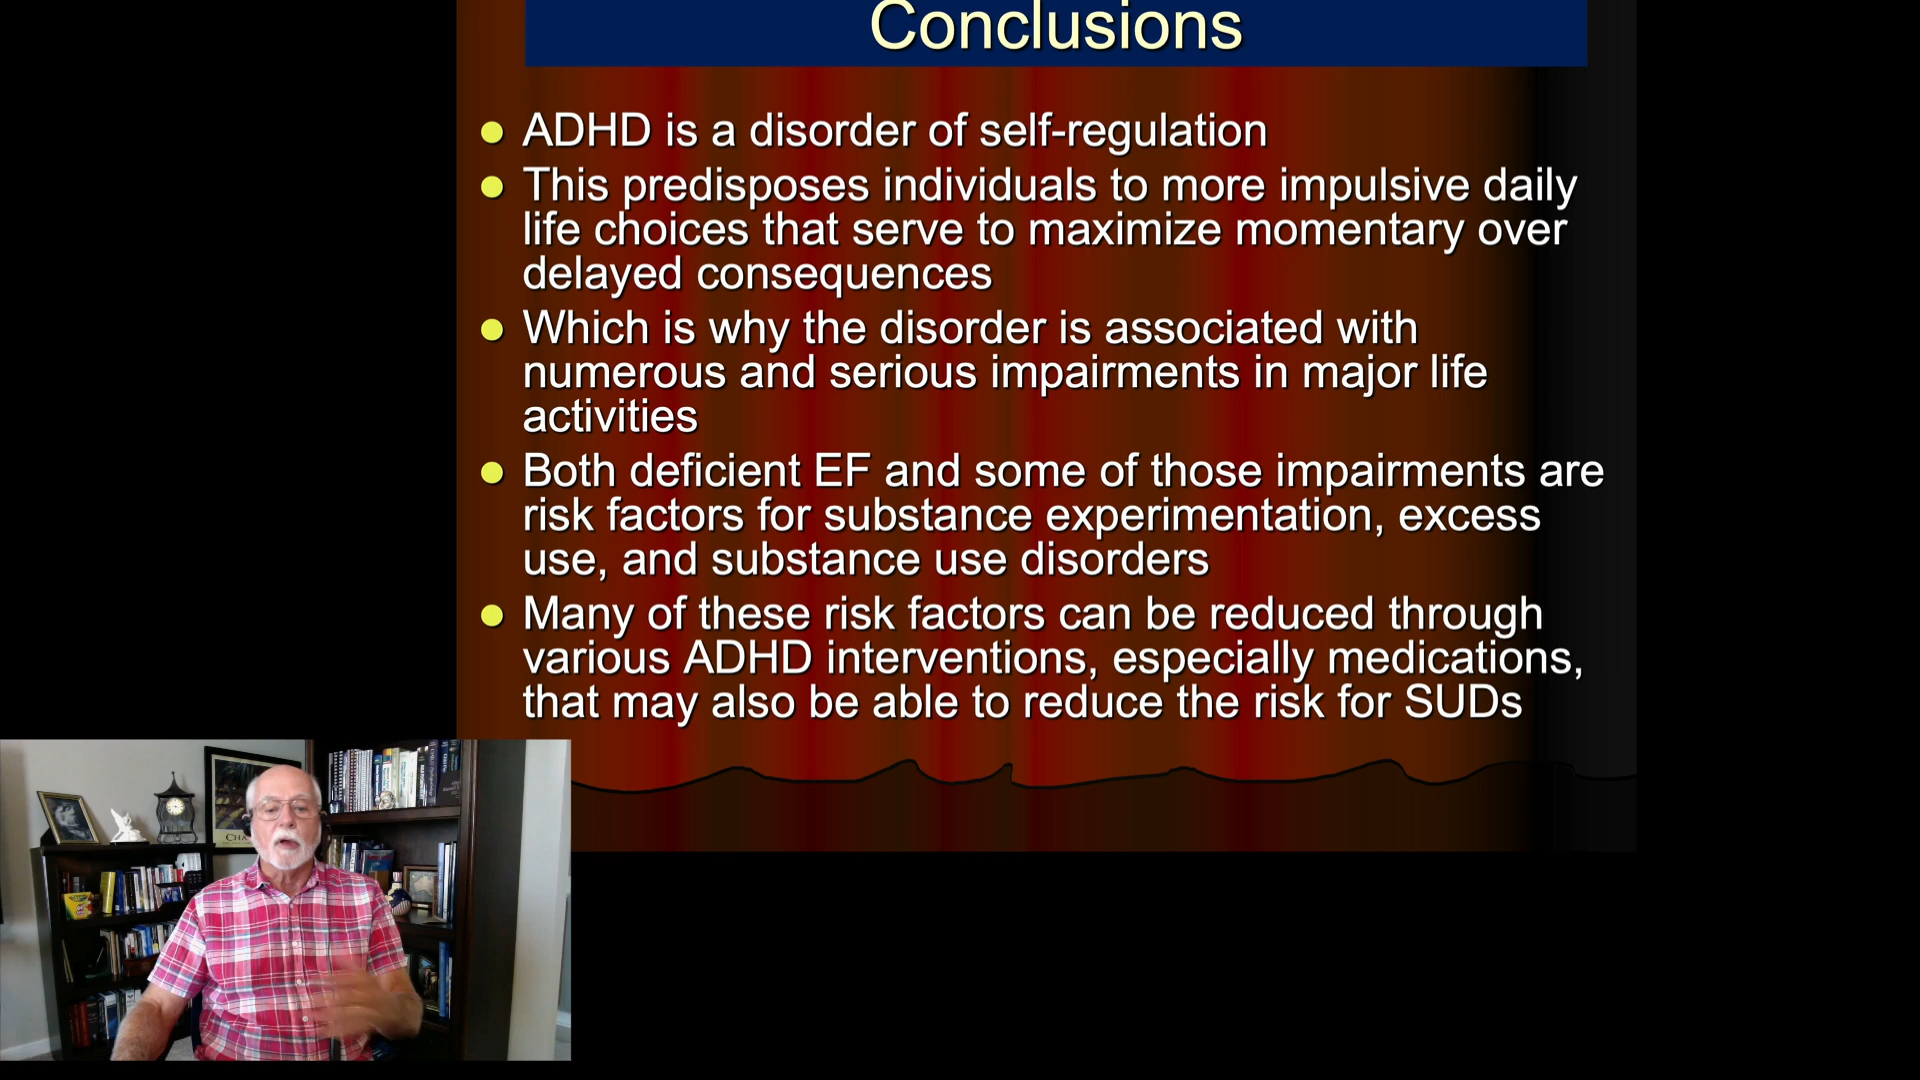 Conclusions
ADHD is a disorder of self-regulation
This predisposes individuals to more impulsive daily
life choices that serve to maximize momentary over
delayed consequences
Which is why the disorder is associated with
numerous and serious impairments in major life
activities
Both deficient EF and some of those impairments are
risk factors for substance experimentation, excess
use, and substance use disorders
Many of these risk factors can be reduced through
various ADHD interventions, especially medications,
that may also be able to reduce the risk for SUDs